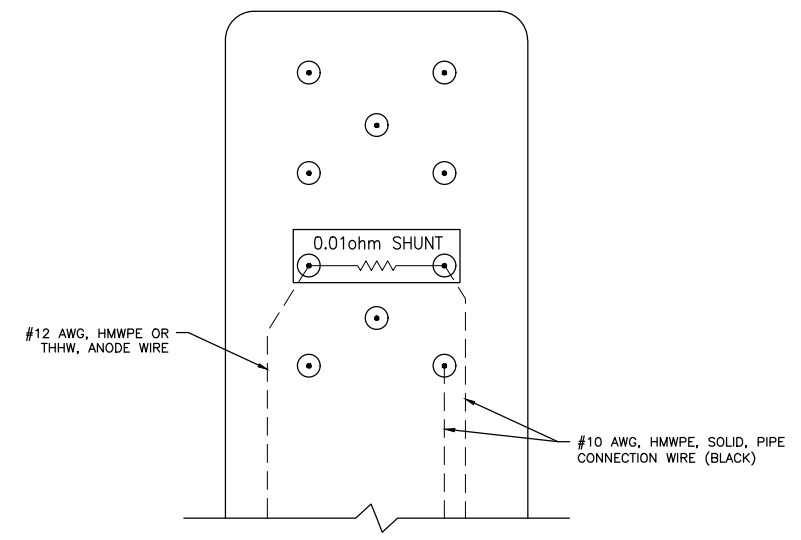 0.01ohm SHUNT
#12 AWG, HMWPE OR
THHW, ANODE WIRE
#10 AWG, HMWPE, SOLID, PIPE
CONNECTION WIRE (BLACK)